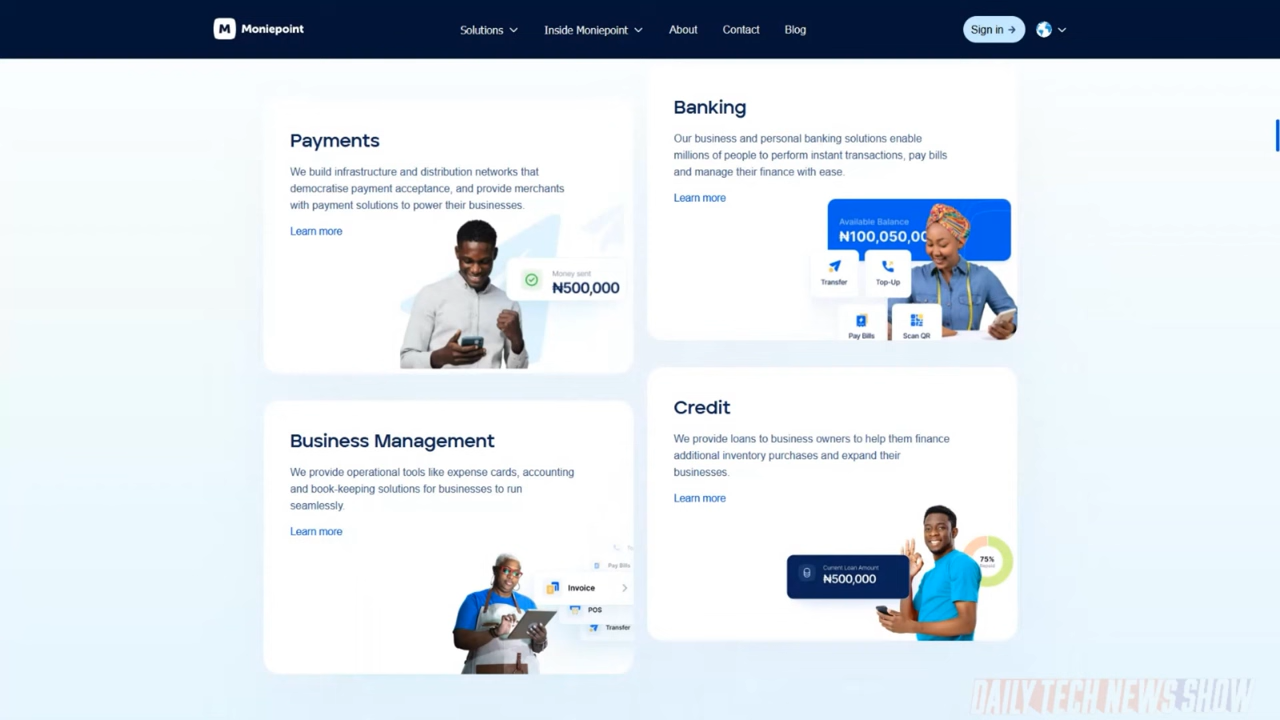 Moniepoint
Solutions
Inside Moniepoint
About
Contact
Blog
Sign in →
Payments
We build infrastructure and distribution networks that
democratise payment acceptance, and provide merchants
with payment solutions to power their businesses.
Learn more
Money sent
₦500,000
Banking
Our business and personal banking solutions enable
millions of people to perform instant transactions, pay bills
and manage their finance with ease.
Learn more
Available Balance
₦100,050,00
Transfer
Top-Up
Pay Bills
Scan QR
Business Management
We provide operational tools like expense cards, accounting
and book-keeping solutions for businesses to run
seamlessly.
Learn more
Pay Bills
Invoice
POS
Transfer
Credit
We provide loans to business owners to help them finance
additional inventory purchases and expand their
businesses.
Learn more
Current Loan Amount
₦500,000
75%
DAILY TECH NEWS SHOW